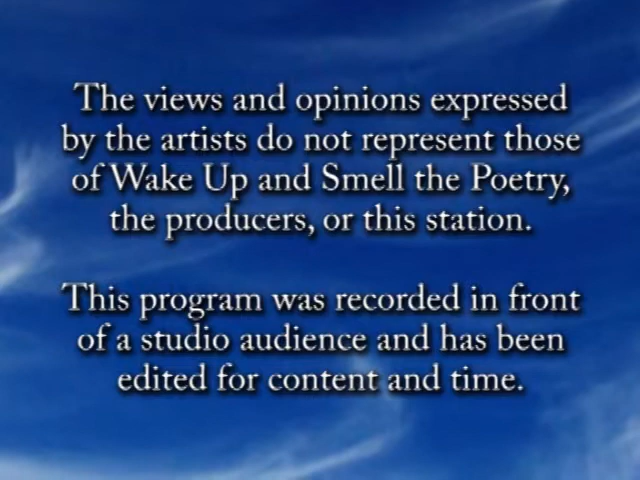 The views and opinions expressed
by the artists do not represent those
of Wake Up and Smell the Poetry,
the producers, or this station.
This program was recorded in front
of a studio audience and has been
edited for content and time.